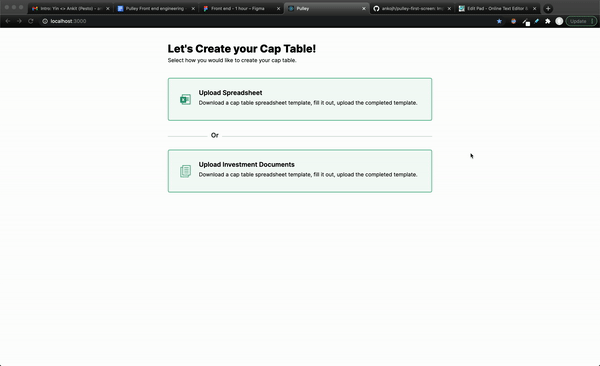 Intro: Yin <> Ankit (Pesto) - a
Pulley Front end engineering
Front end - 1 hour – Figma
Pulley
ankojh/pulley-first-screen: Im
Edit Pad - Online Text Editor &
localhost:3000
Update
Let's Create your Cap Table!
Select how you would like to create your cap table.
Upload Spreadsheet
Download a cap table spreadsheet template, fill it out, upload the completed template.
Or
Upload Investment Documents
Download a cap table spreadsheet template, fill it out, upload the completed template.